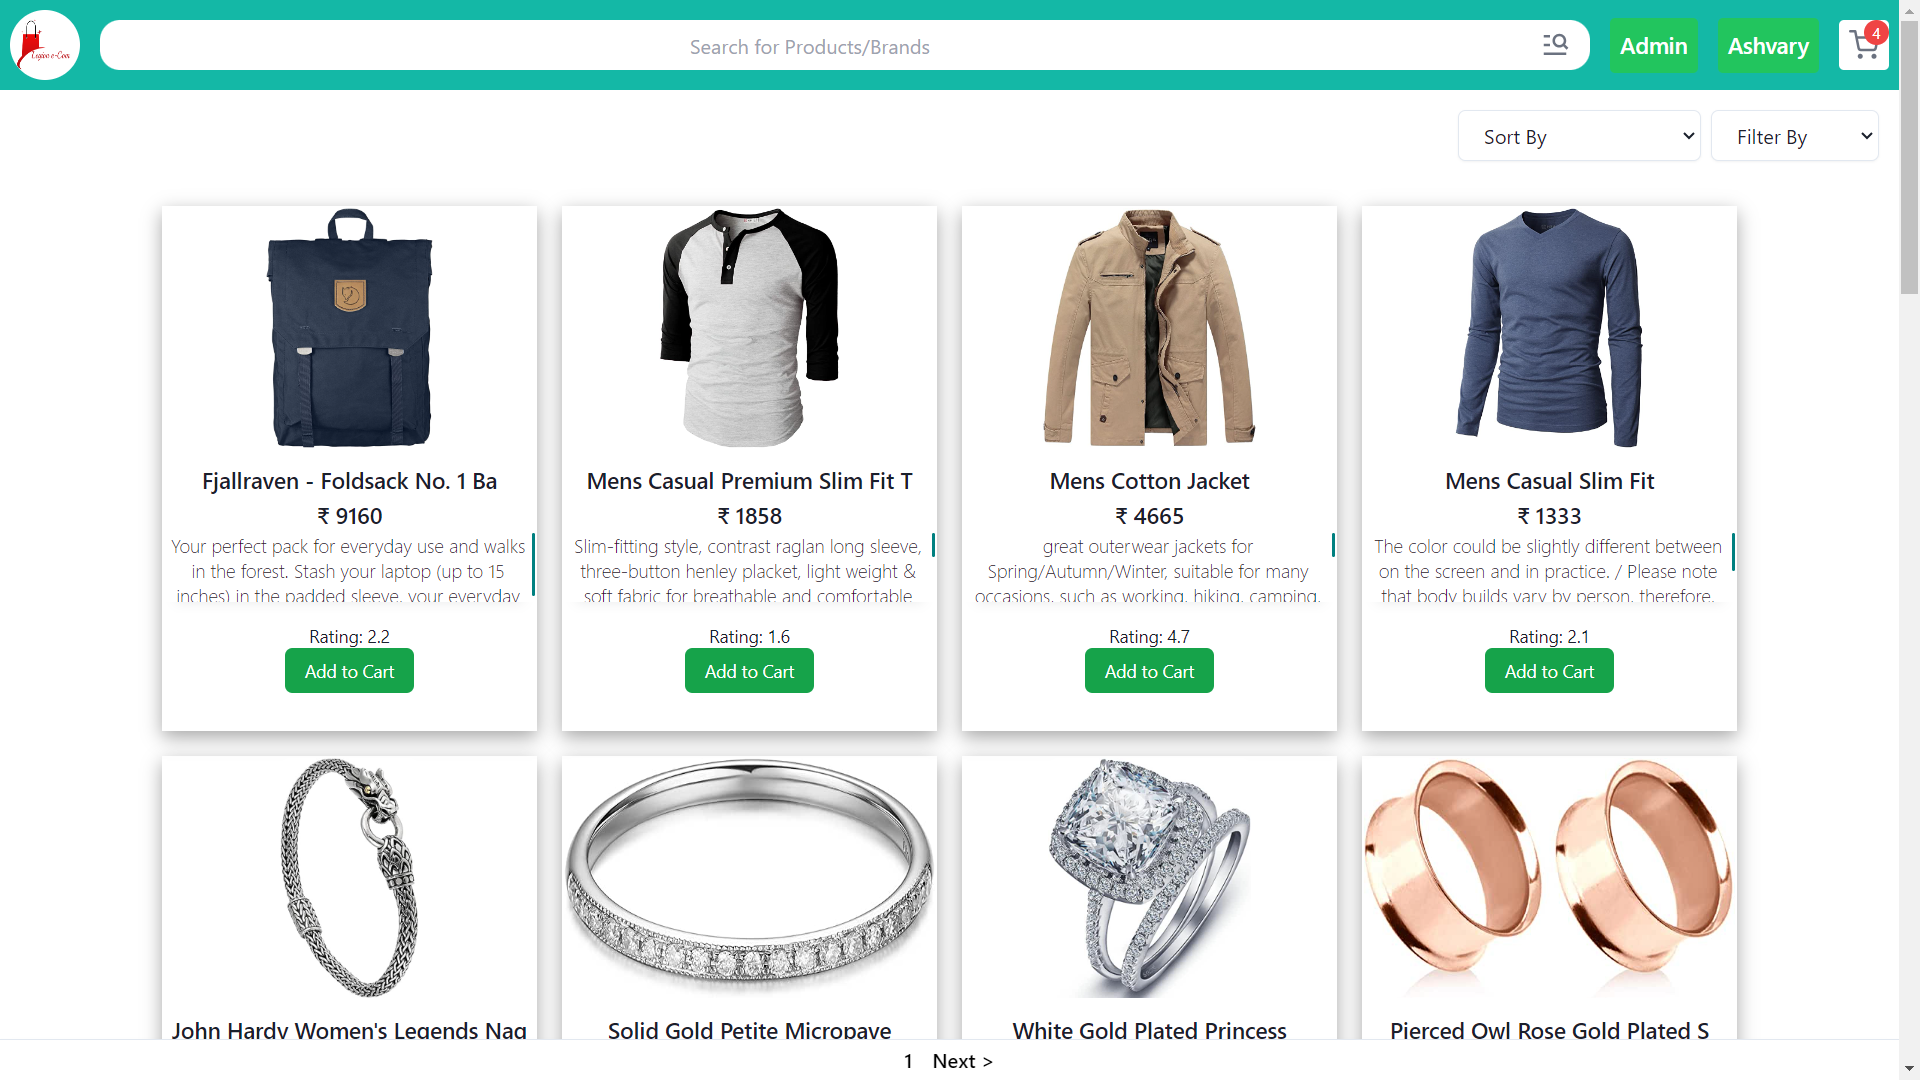 Legion e-Com
Search for Products/Brands
Admin
Ashvary
4
Sort By
Filter By
Fjallraven - Foldsack No. 1 Ba
₹ 9160
Your perfect pack for everyday use and walks
in the forest. Stash your laptop (up to 15
inches) in the padded sleeve, your everyday
Rating: 2.2
Add to Cart
Mens Casual Premium Slim Fit T
₹ 1858
Slim-fitting style, contrast raglan long sleeve,
three-button henley placket, light weight &
soft fabric for breathable and comfortable
Rating: 1.6
Add to Cart
Mens Cotton Jacket
₹ 4665
great outerwear jackets for
Spring/Autumn/Winter, suitable for many
occasions, such as working, hiking, camping,
Rating: 4.7
Add to Cart
Mens Casual Slim Fit
₹ 1333
The color could be slightly different between
on the screen and in practice. / Please note
that body builds vary by person, therefore,
Rating: 2.1
Add to Cart
John Hardy Women's Legends Nag
Solid Gold Petite Micropave
White Gold Plated Princess
Pierced Owl Rose Gold Plated S
1 Next >